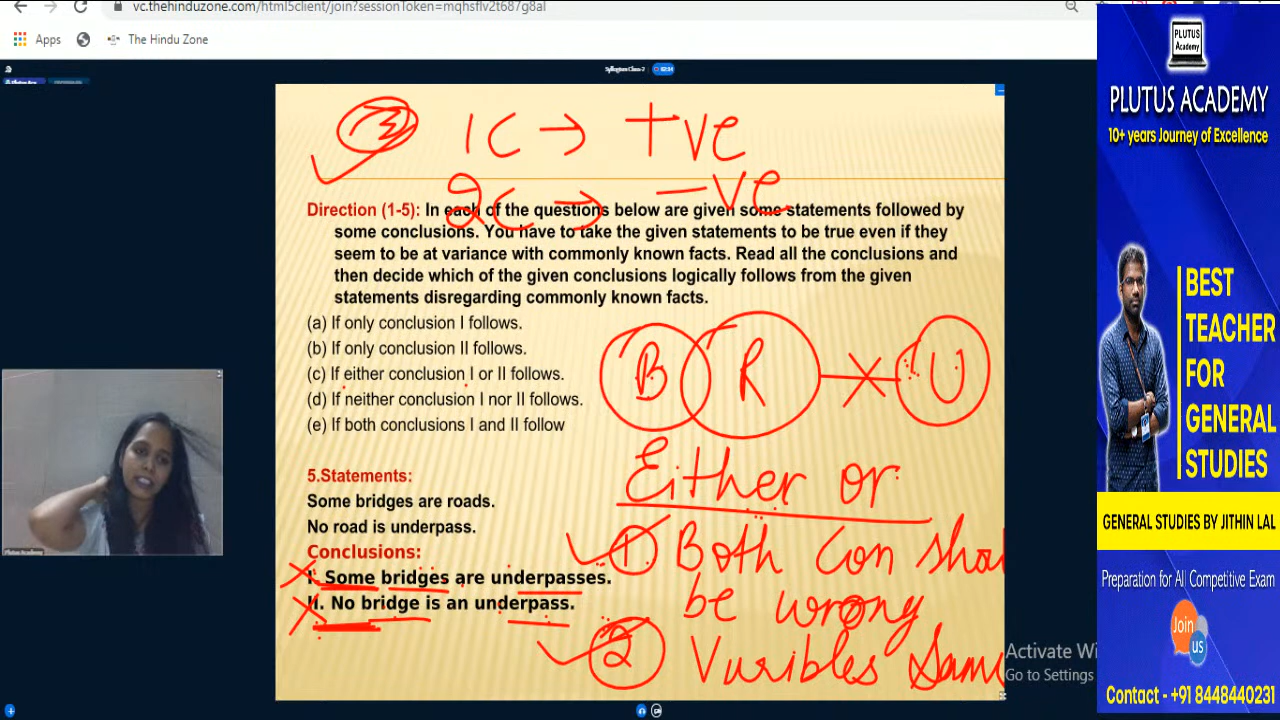 vc.thehinduzone.com/html5client/join?sessionToken=mqhsflv2t687g8al
Apps
The Hindu Zone
Syllogism Class-2
02:54
3
1C → +ve
2C → -ve
Direction (1-5): In each of the questions below are given some statements followed by
some conclusions. You have to take the given statements to be true even if they
seem to be at variance with commonly known facts. Read all the conclusions and
then decide which of the given conclusions logically follows from the given
statements disregarding commonly known facts.
(a) If only conclusion I follows.
(b) If only conclusion II follows.
(c) If either conclusion I or II follows.
(d) If neither conclusion I nor II follows.
(e) If both conclusions I and II follow
B R U
Either or
5.Statements:
Some bridges are roads.
No road is underpass.
Conclusions:
I. Some bridges are underpasses.
II. No bridge is an underpass.
1. Both Con shol
be wrong
2 Varibles Sam
Activate Wi
Go to Settings
PLUTUS
Academy
PLUTUS ACADEMY
10+ years Journey of Excellence
BEST
TEACHER
FOR
GENERAL
STUDIES
GENERAL STUDIES BY JITHIN LAL
Preparation for All Competitive Exam
Join
us
Contact - +91 8448440231